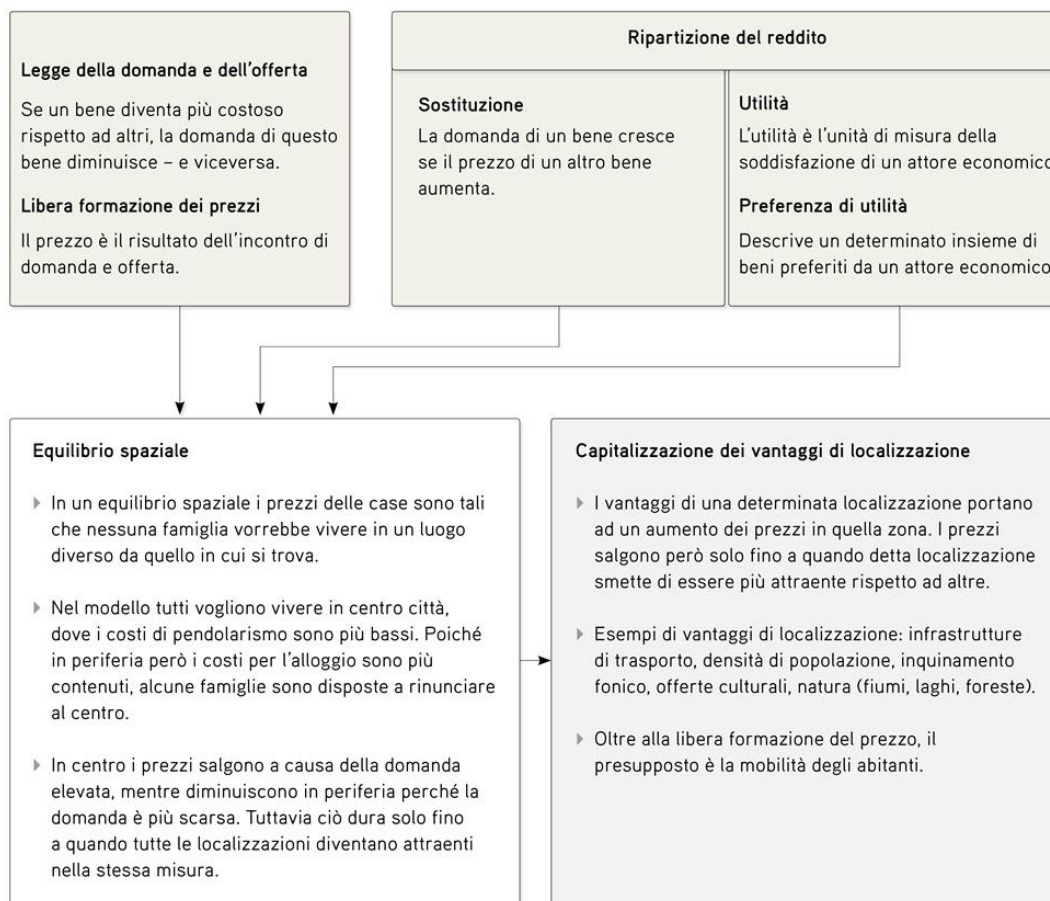 Legge della domanda e dell'offerta
Se un bene diventa più costoso
rispetto ad altri, la domanda di questo
bene diminuisce – e viceversa.
Libera formazione dei prezzi
Il prezzo è il risultato dell'incontro di
domanda e offerta.
Ripartizione del reddito
Sostituzione
La domanda di un bene cresce
se il prezzo di un altro bene
aumenta.
Utilità
L'utilità è l'unità di misura della
soddisfazione di un attore economico
Preferenza di utilità
Descrive un determinato insieme di
beni preferiti da un attore economico
Equilibrio spaziale
In un equilibrio spaziale i prezzi delle case sono tali
che nessuna famiglia vorrebbe vivere in un luogo
diverso da quello in cui si trova.
Nel modello tutti vogliono vivere in centro città,
dove i costi di pendolarismo sono più bassi. Poiché
in periferia però i costi per l'alloggio sono più
contenuti, alcune famiglie sono disposte a rinunciare
al centro.
In centro i prezzi salgono a causa della domanda
elevata, mentre diminuiscono in periferia perché la
domanda è più scarsa. Tuttavia ciò dura solo fino
a quando tutte le localizzazioni diventano attraenti
nella stessa misura.
Capitalizzazione dei vantaggi di localizzazione
I vantaggi di una determinata localizzazione portano
ad un aumento dei prezzi in quella zona. I prezzi
salgono però solo fino a quando detta localizzazione
smette di essere più attraente rispetto ad altre.
Esempi di vantaggi di localizzazione: infrastrutture
di trasporto, densità di popolazione, inquinamento
fonico, offerte culturali, natura (fiumi, laghi, foreste).
Oltre alla libera formazione del prezzo, il
presupposto è la mobilità degli abitanti.